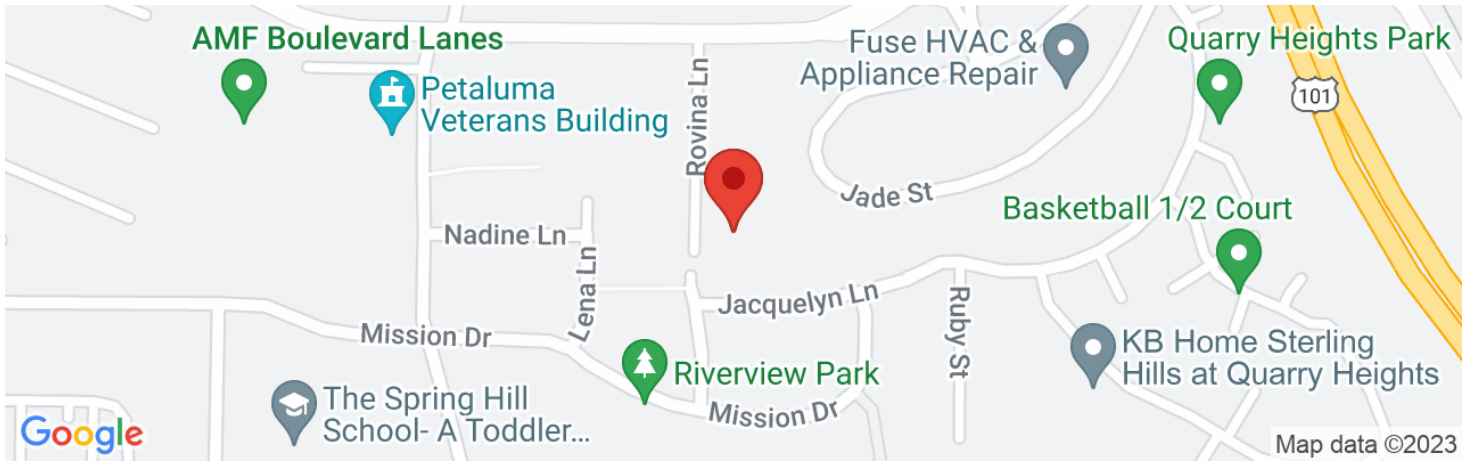 AMF Boulevard Lanes
Petaluma
Veterans Building
Rovina Ln
Fuse HVAC &
Appliance Repair
Quarry Heights Park
101
Jade St
Basketball 1/2 Court
Nadine Ln
Lena Ln
Jacquelyn Ln
Ruby St
Mission Dr
Riverview Park
KB Home Sterling
Hills at Quarry Heights
The Spring Hill
School- A Toddler...
Mission Dr
Google
Map data ©2023